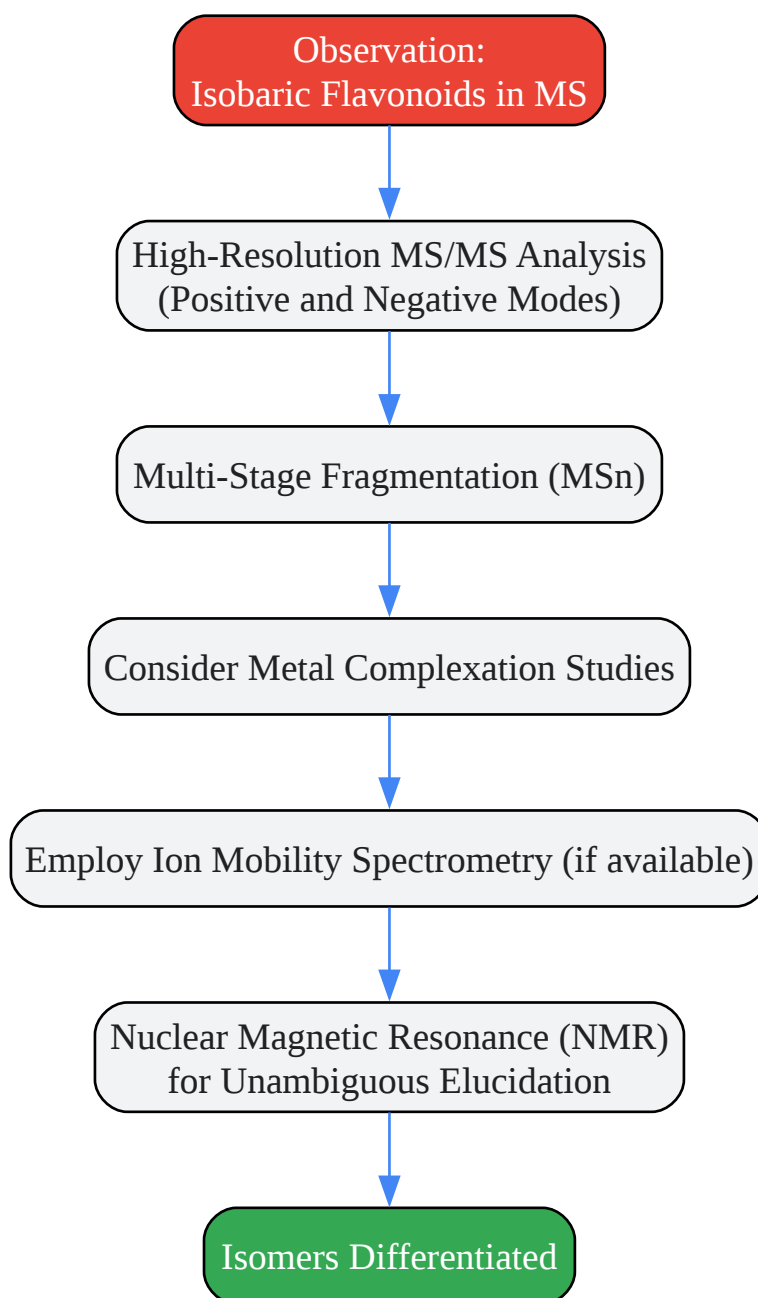 Observation:
Isobaric Flavonoids in MS
High-Resolution MS/MS Analysis
(Positive and Negative Modes)
Multi-Stage Fragmentation (MSn)
Consider Metal Complexation Studies
Employ Ion Mobility Spectrometry (if available)
Nuclear Magnetic Resonance (NMR)
for Unambiguous Elucidation
Isomers Differentiated